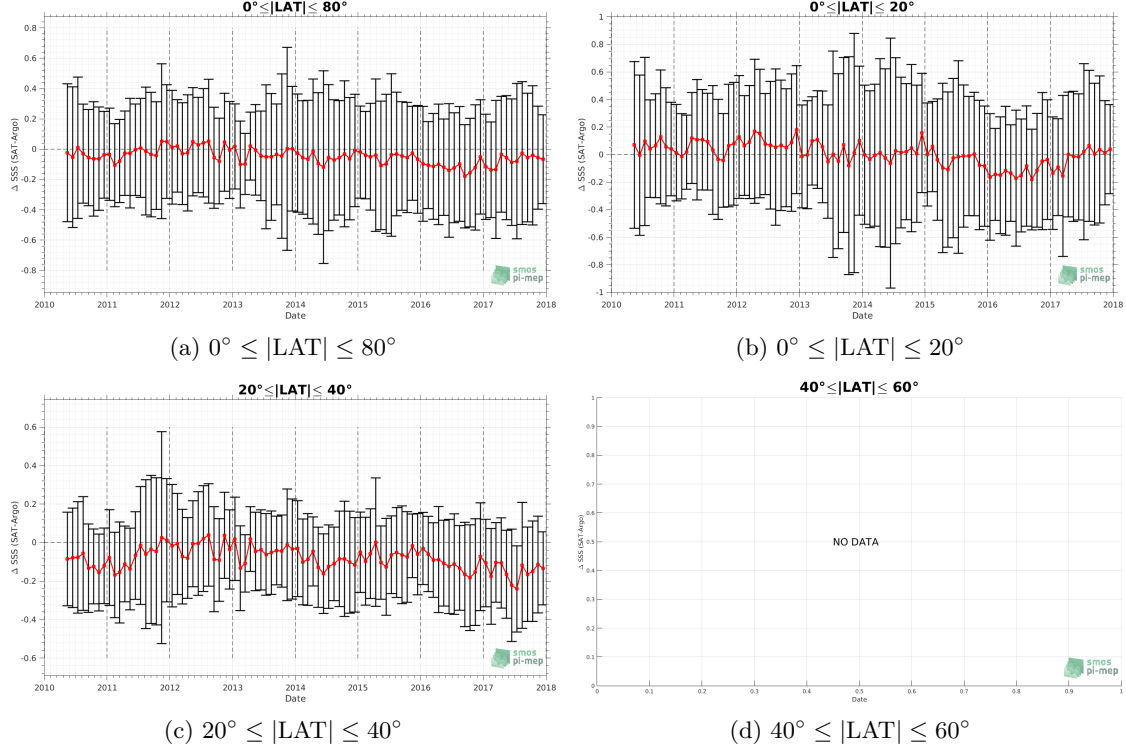 0°≤|LAT|≤ 80°
0.8
0.6
0.4
0.2
0
-0.2
-0.4
-0.6
-0.8
Δ SSS (SAT-Argo)
2010 2011 2012 2013 2014 2015 2016 2017 2018
Date
smos
pi-mep
(a) 0° ≤ |LAT| ≤ 80°
0°≤|LAT|≤ 20°
1
0.8
0.6
0.4
0.2
0
-0.2
-0.4
-0.6
-0.8
-1
Δ SSS (SAT-Argo)
2010 2011 2012 2013 2014 2015 2016 2017 2018
Date
smos
pi-mep
(b) 0° ≤ |LAT| ≤ 20°
20°≤|LAT|≤ 40°
0.6
0.4
0.2
0
-0.2
-0.4
-0.6
Δ SSS (SAT-Argo)
2010 2011 2012 2013 2014 2015 2016 2017 2018
Date
smos
pi-mep
(c) 20° ≤ |LAT| ≤ 40°
40°≤|LAT|≤ 60°
1
0.9
0.8
0.7
0.6
0.5
0.4
0.3
0.2
0.1
0
Δ SSS (SAT-Argo)
NO DATA
0 0.1 0.2 0.3 0.4 0.5 0.6 0.7 0.8 0.9 1
Date
smos
pi-mep
(d) 40° ≤ |LAT| ≤ 60°